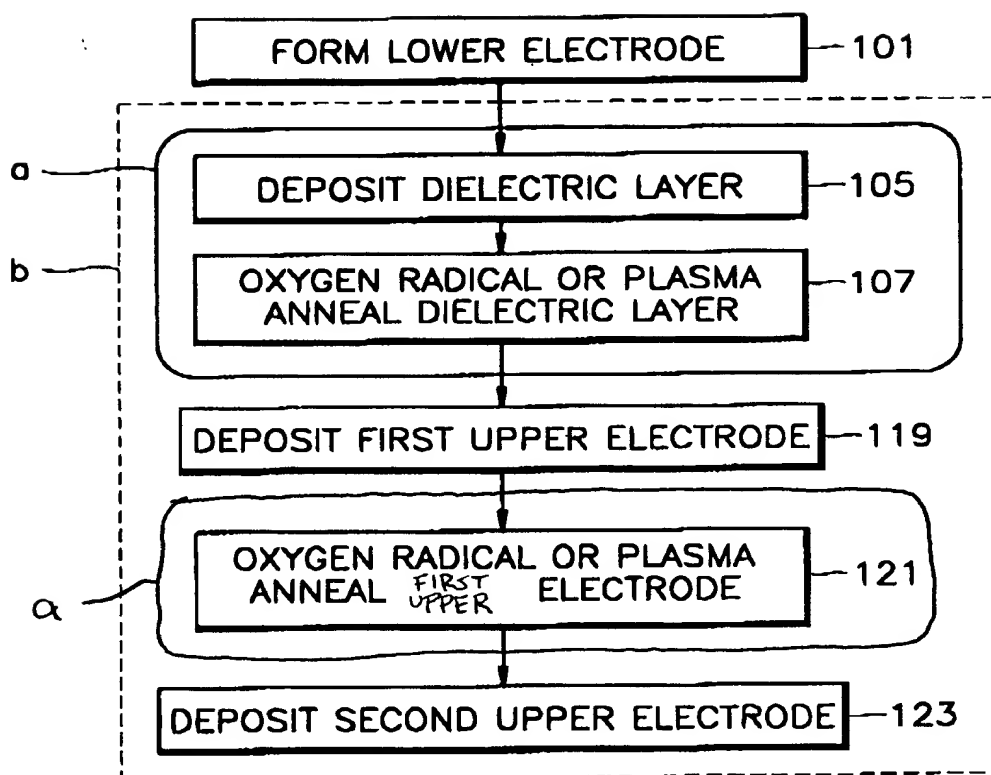 FORM LOWER ELECTRODE 101
a
DEPOSIT DIELECTRIC LAYER 105
b
OXYGEN RADICAL OR PLASMA
ANNEAL DIELECTRIC LAYER 107
DEPOSIT FIRST UPPER ELECTRODE 119
OXYGEN RADICAL OR PLASMA
ANNEAL FIRST UPPER ELECTRODE 121
a
DEPOSIT SECOND UPPER ELECTRODE 123